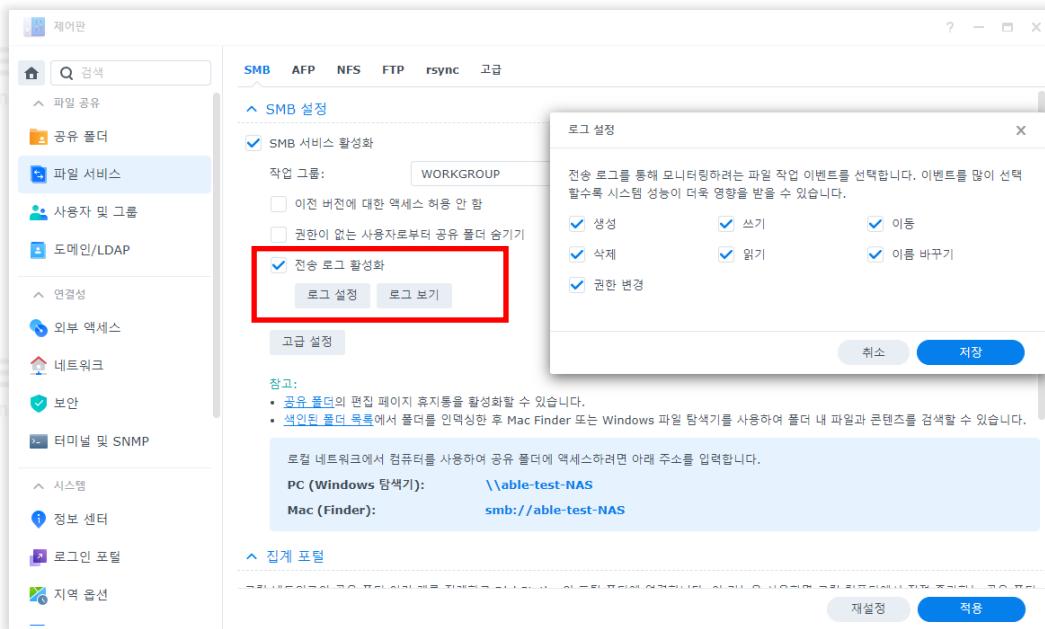 제어판
검색
파일 공유
공유 폴더
파일 서비스
사용자 및 그룹
도메인/LDAP
연결성
외부 액세스
네트워크
보안
터미널 및 SNMP
시스템
정보 센터
로그인 포털
지역 옵션
SMB AFP NFS FTP rsync 고급
SMB 설정
SMB 서비스 활성화
작업 그룹: WORKGROUP
이전 버전에 대한 액세스 허용 안 함
권한이 없는 사용자로부터 공유 폴더 숨기기
전송 로그 활성화
로그 설정 로그 보기
고급 설정
참고:
공유 폴더의 편집 페이지 휴지통을 활성화할 수 있습니다.
색인된 폴더 목록에서 폴더를 인덱싱한 후 Mac Finder 또는 Windows 파일 탐색기를 사용하여 폴더 내 파일과 콘텐츠를 검색할 수 있습니다.
로컬 네트워크에서 컴퓨터를 사용하여 공유 폴더에 액세스하려면 아래 주소를 입력합니다.
PC (Windows 탐색기): \\able-test-NAS
Mac (Finder): smb://able-test-NAS
집계 포털
재설정 적용
로그 설정
전송 로그를 통해 모니터링하려는 파일 작업 이벤트를 선택합니다. 이벤트를 많이 선택
할수록 시스템 성능이 더욱 영향을 받을 수 있습니다.
생성 쓰기 이동
삭제 읽기 이름 바꾸기
권한 변경
취소 저장